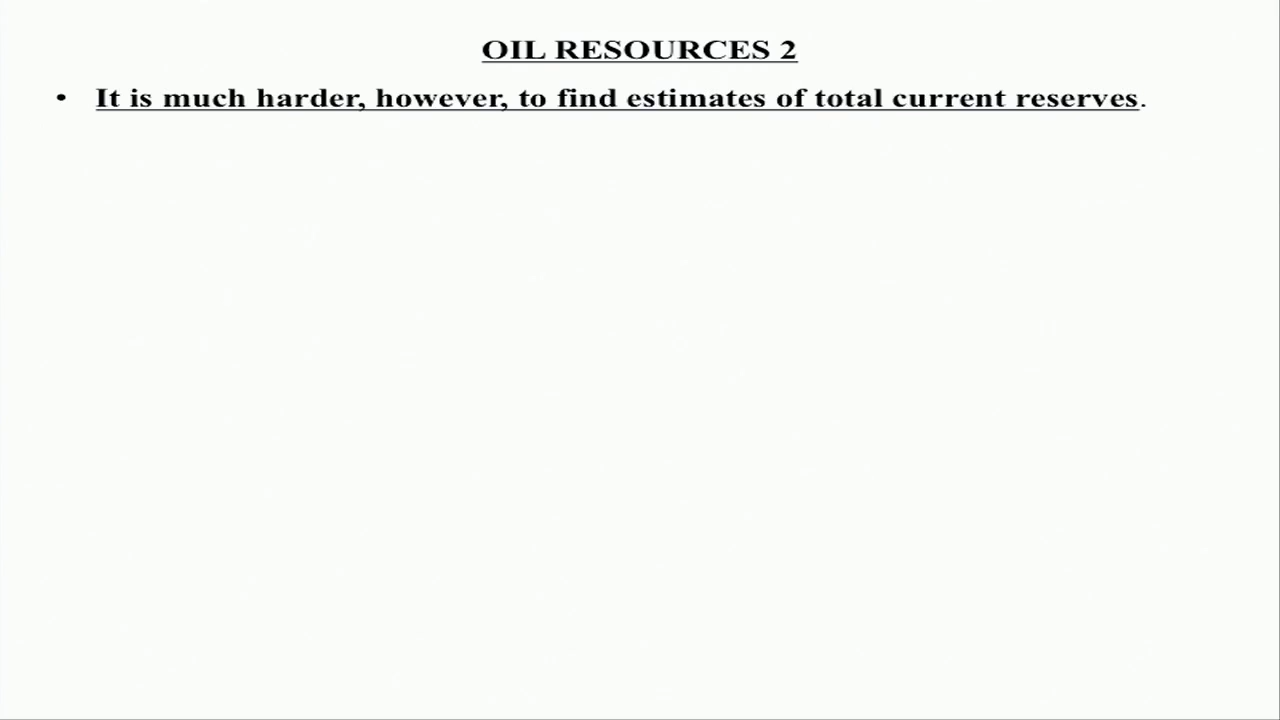 OIL RESOURCES 2
• It is much harder, however, to find estimates of total current reserves.